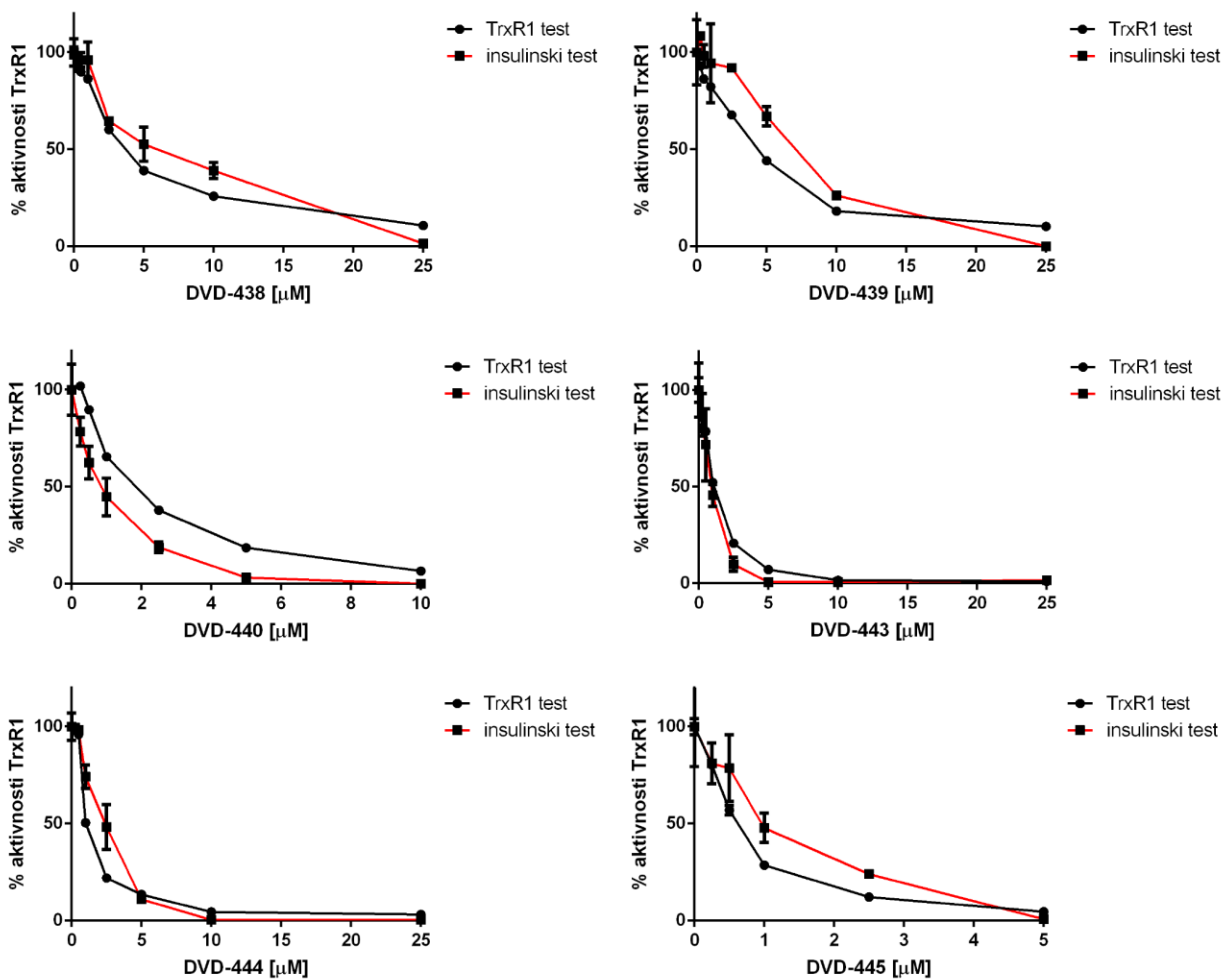 TrxR1 test
insulinski test
% aktivnosti TrxR1
100
50
0
0 5 10 15 20 25
DVD-438 [µM]
TrxR1 test
insulinski test
% aktivnosti TrxR1
100
50
0
0 5 10 15 20 25
DVD-439 [µM]
TrxR1 test
insulinski test
% aktivnosti TrxR1
100
50
0
0 2 4 6 8 10
DVD-440 [µM]
TrxR1 test
insulinski test
% aktivnosti TrxR1
100
50
0
0 5 10 15 20 25
DVD-443 [µM]
TrxR1 test
insulinski test
% aktivnosti TrxR1
100
50
0
0 5 10 15 20 25
DVD-444 [µM]
TrxR1 test
insulinski test
% aktivnosti TrxR1
100
50
0
0 1 2 3 4 5
DVD-445 [µM]